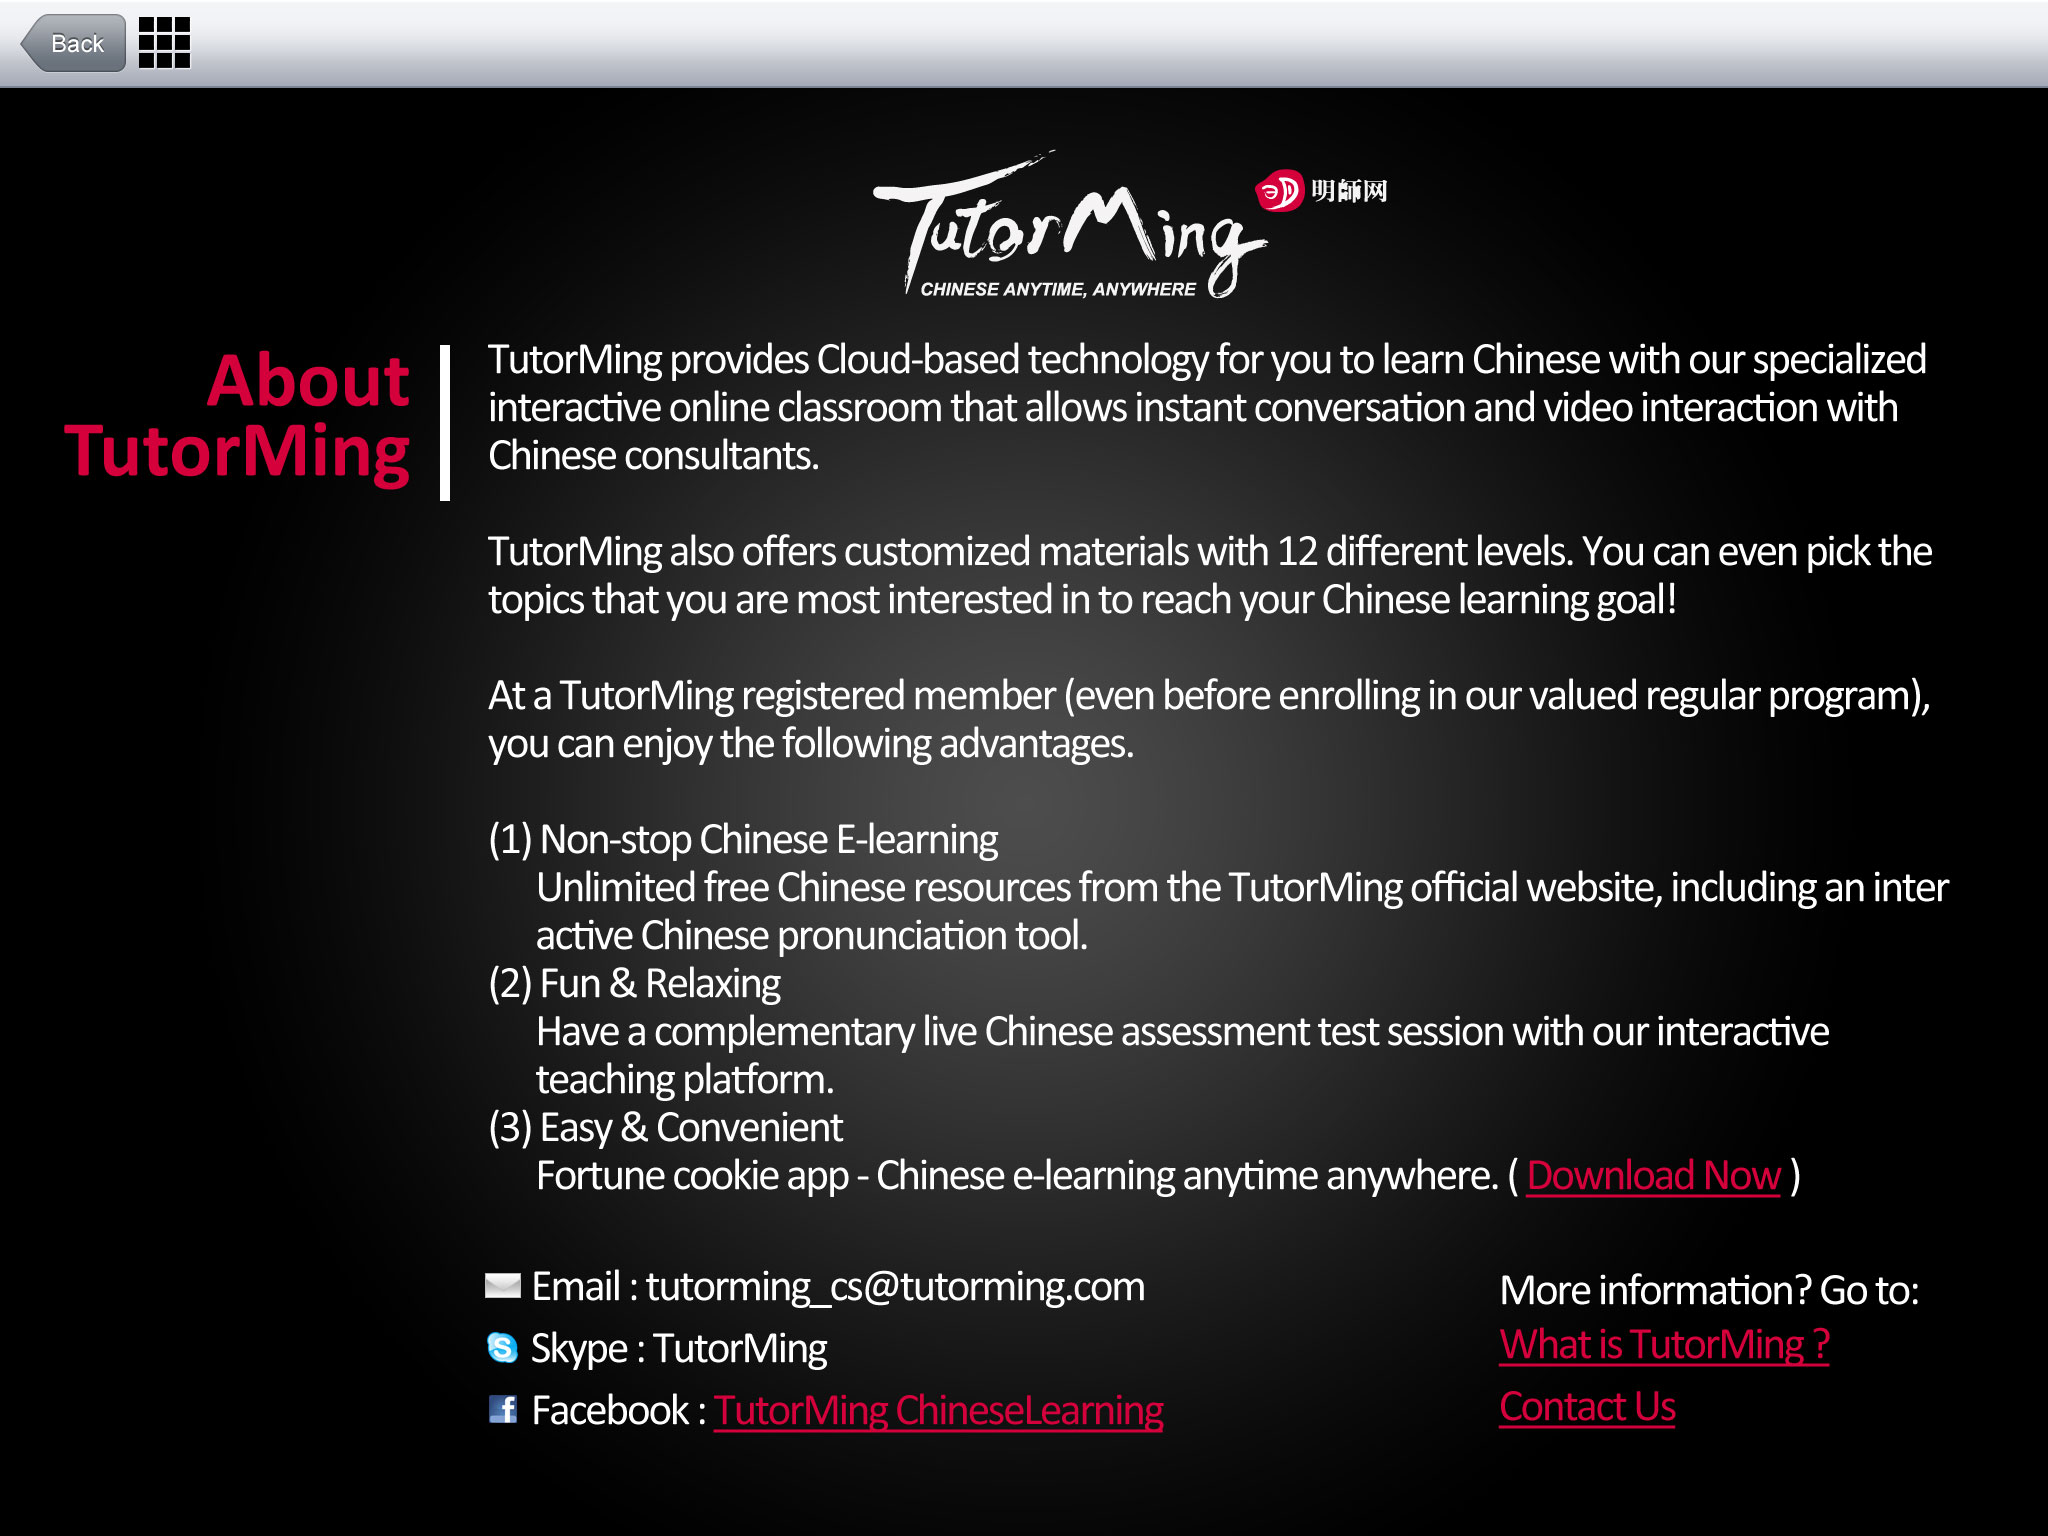 Back
TutorMing
明師网
CHINESE ANYTIME, ANYWHERE
About
TutorMing
TutorMing provides Cloud-based technology for you to learn Chinese with our specialized
interactive online classroom that allows instant conversation and video interaction with
Chinese consultants.
TutorMing also offers customized materials with 12 different levels. You can even pick the
topics that you are most interested in to reach your Chinese learning goal!
At a TutorMing registered member (even before enrolling in our valued regular program),
you can enjoy the following advantages.
(1) Non-stop Chinese E-learning
Unlimited free Chinese resources from the TutorMing official website, including an inter
active Chinese pronunciation tool.
(2) Fun & Relaxing
Have a complementary live Chinese assessment test session with our interactive
teaching platform.
(3) Easy & Convenient
Fortune cookie app - Chinese e-learning anytime anywhere. ( Download Now )
Email : tutorming_cs@tutorming.com
Skype : TutorMing
Facebook : TutorMing ChineseLearning
More information? Go to:
What is TutorMing ?
Contact Us